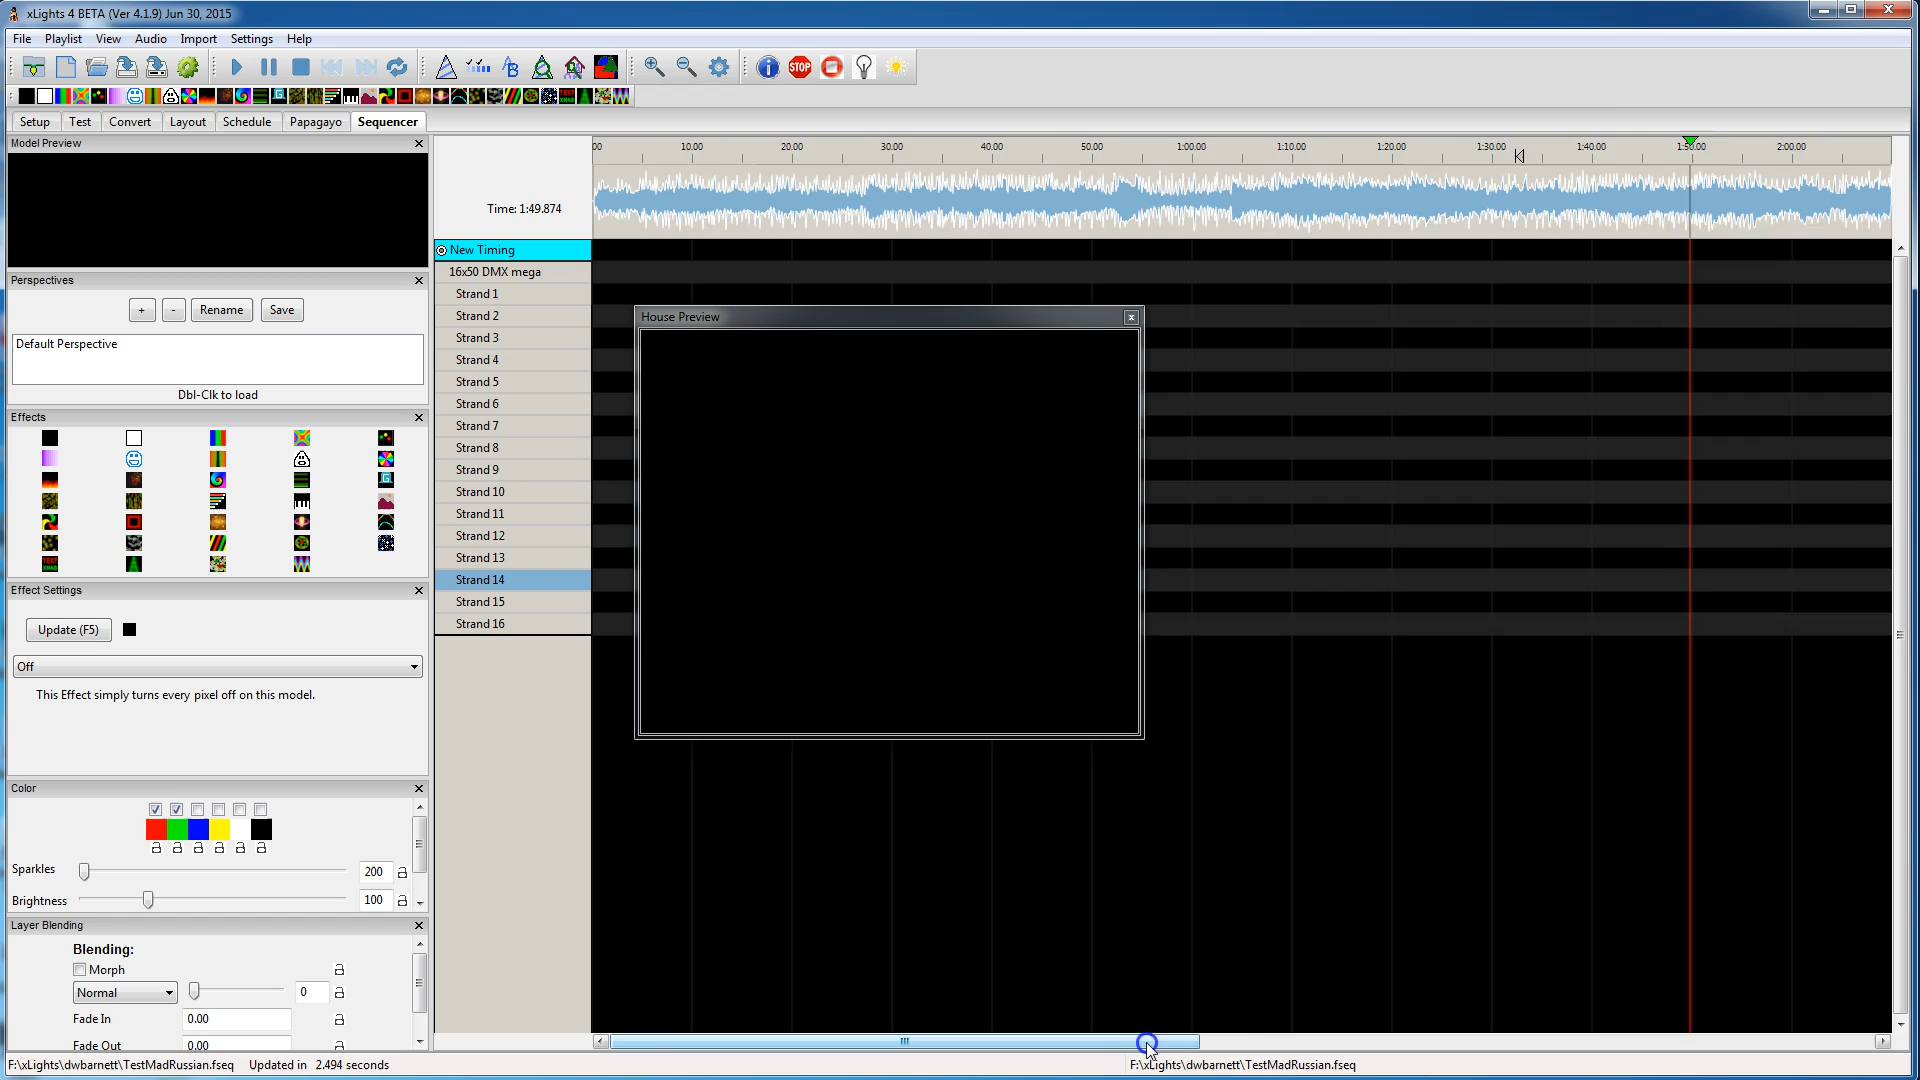 xLights 4 BETA (Ver 4.1.9) Jun 30, 2015
File Playlist View Audio Import Settings Help
Setup Test Convert Layout Schedule Papagayo Sequencer
Model Preview
Perspectives
+ - Rename Save
Default Perspective
Dbl-Clk to load
Effects
Effect Settings
Update (F5)
Off
This Effect simply turns every pixel off on this model.
Color
Sparkles 200
Brightness 100
Layer Blending
Blending:
Morph
Normal 0
Fade In 0.00
Fade Out 0.00
00 10.00 20.00 30.00 40.00 50.00 1:00.00 1:10.00 1:20.00 1:30.00 1:40.00 1:50.00 2:00.00
Time: 1:49.874
New Timing
16x50 DMX mega
Strand 1
Strand 2
Strand 3
Strand 4
Strand 5
Strand 6
Strand 7
Strand 8
Strand 9
Strand 10
Strand 11
Strand 12
Strand 13
Strand 14
Strand 15
Strand 16
House Preview
STOP
F:\xLights\dwbarnett\TestMadRussian.fseq Updated in 2.494 seconds
F:\xLights\dwbarnett\TestMadRussian.fseq